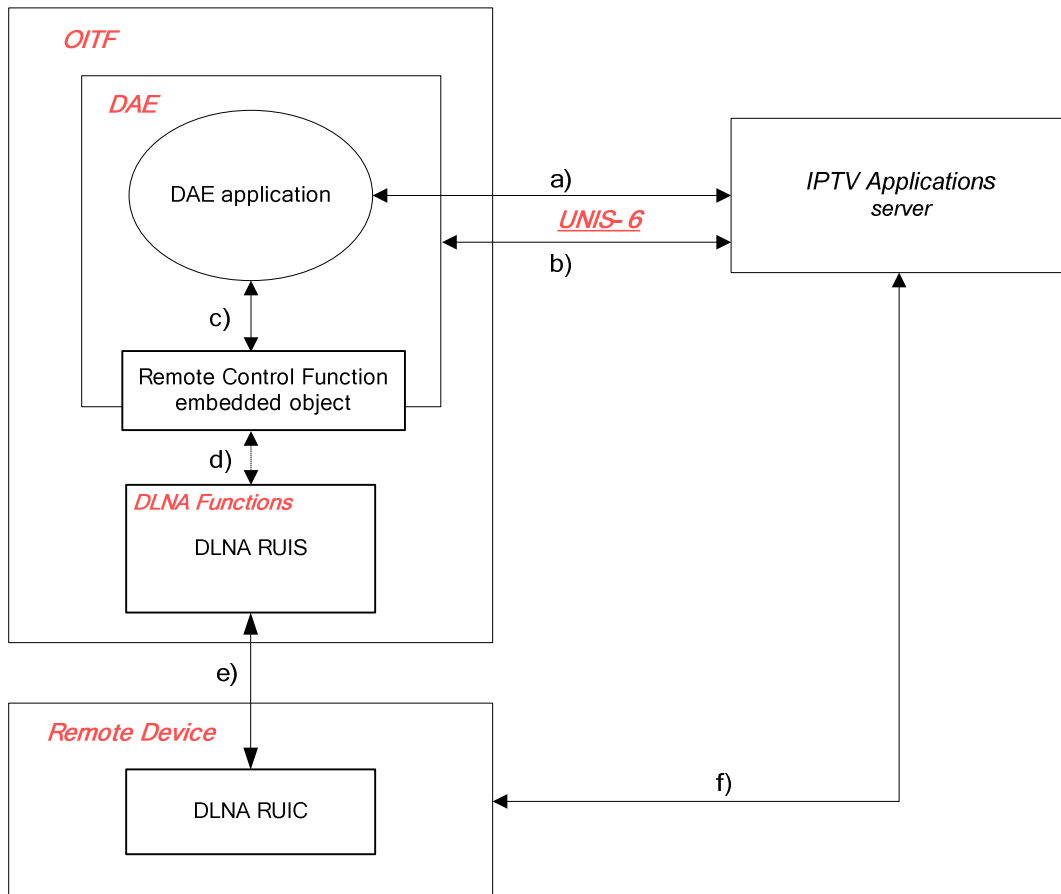 OITF
DAE
DAE application
a)
UNIS-6
b)
IPTV Applications
server
c)
Remote Control Function
embedded object
d)
DLNA Functions
DLNA RUIS
e)
Remote Device
DLNA RUIC
f)